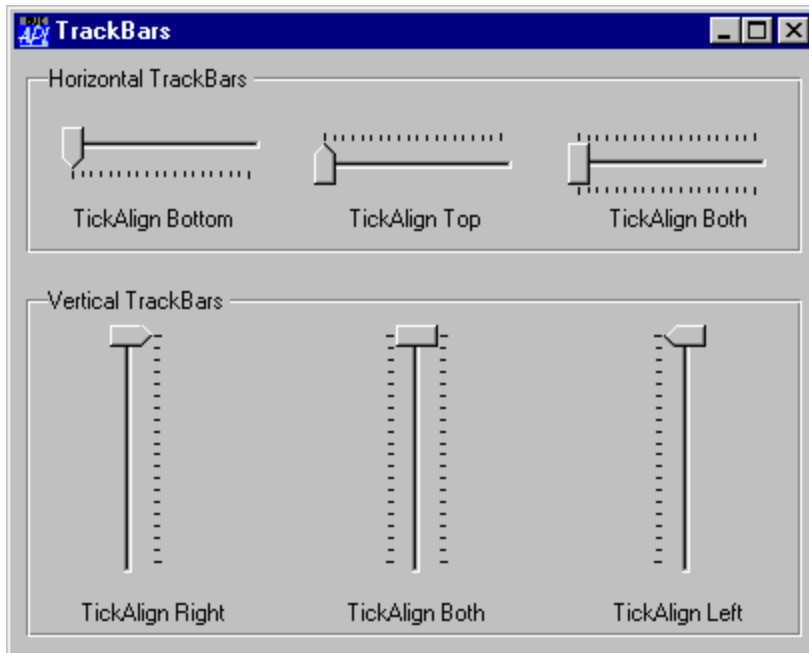 TrackBars
Horizontal TrackBars
TickAlign Bottom TickAlign Top TickAlign Both
Vertical TrackBars
TickAlign Right TickAlign Both TickAlign Left